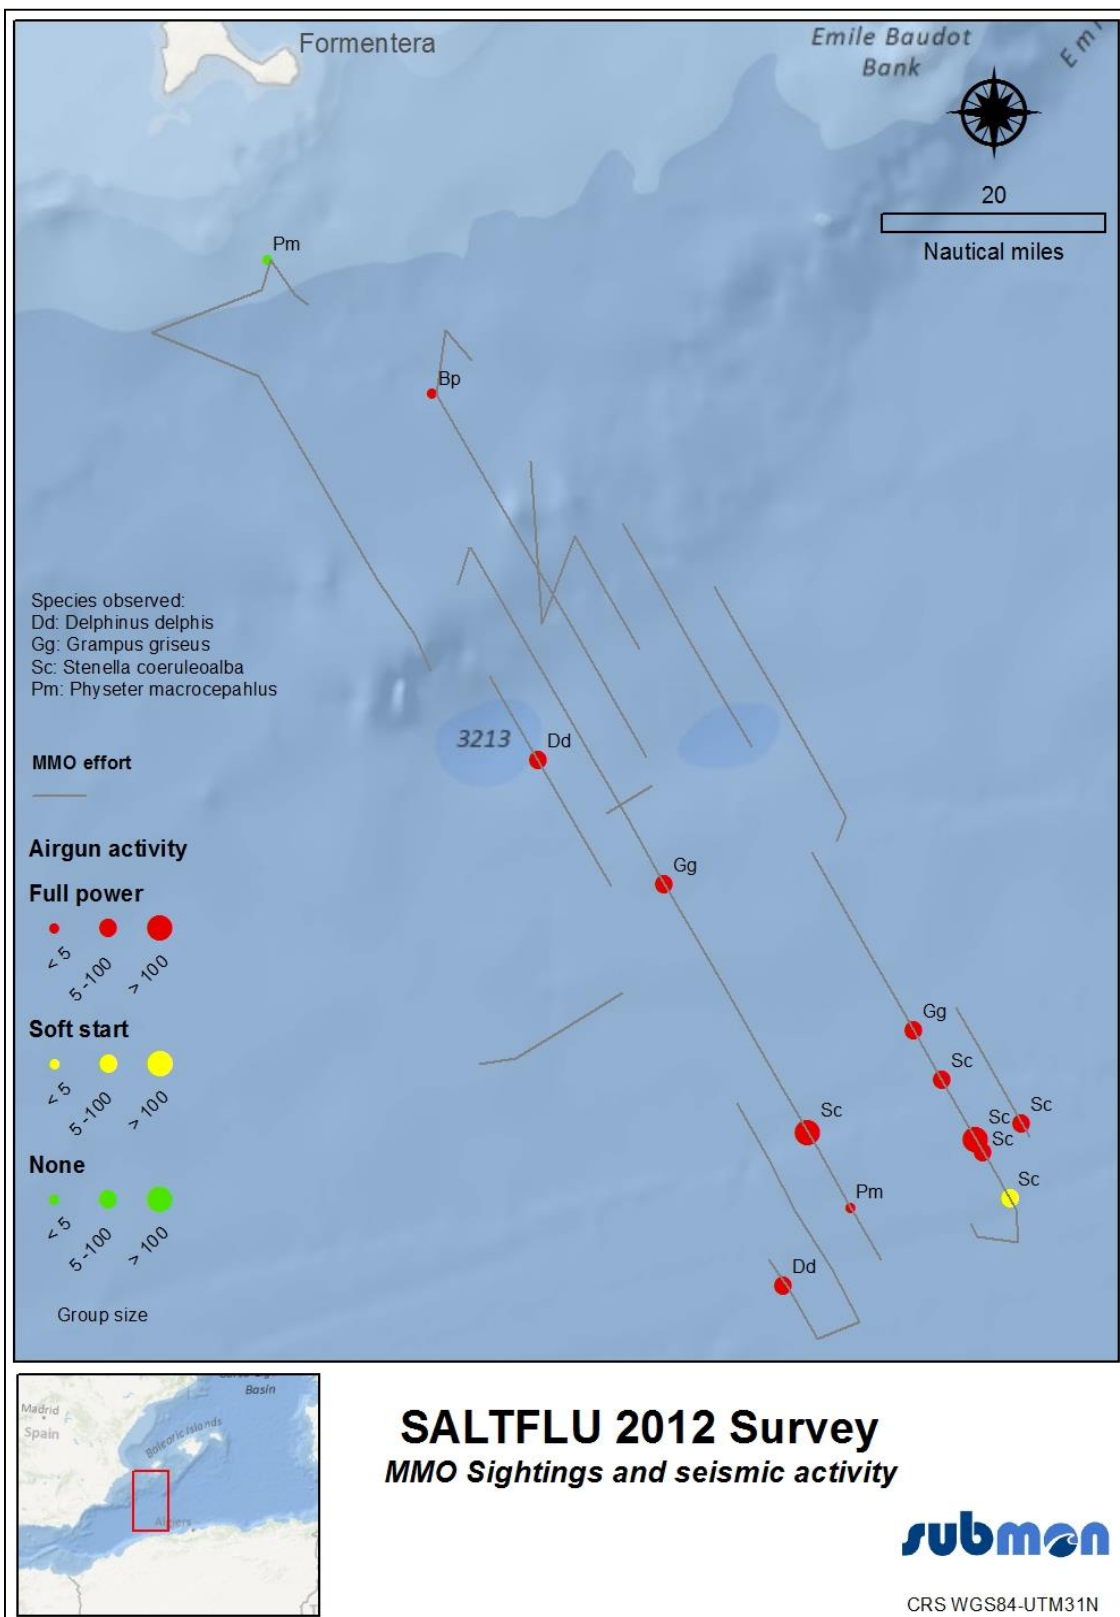 Formentera
Emile Baudot
Bank
Emi
20
Nautical miles
Pm
Bp
Species observed:
Dd: Delphinus delphis
Gg: Grampus griseus
Sc: Stenella coeruleoalba
Pm: Physeter macrocepahlus
3213
Dd
MMO effort
Airgun activity
Full power
Gg
< 5
5 -100
> 100
Soft start
Gg
Sc
< 5
5 -100
> 100
Sc
Sc
Sc
Sc
None
Sc
Pm
< 5
5 -100
> 100
Dd
Group size
Basin
Madrid
Spain
Balearic Islands
Algiers
SALTFLU 2012 Survey
MMO Sightings and seismic activity
submon
CRS WGS84-UTM31N